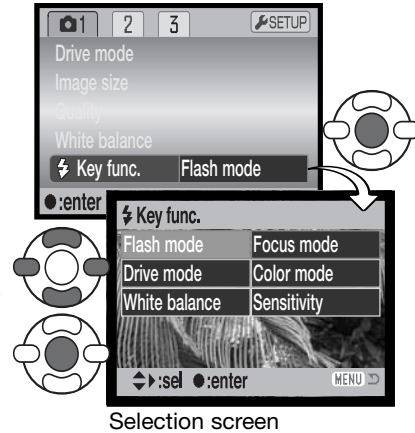 1 2 3 SETUP
Drive mode
Image size
Quality
White balance
Key func. Flash mode
:enter
Key func.
Flash mode Focus mode
Drive mode Color mode
White balance Sensitivity
:sel :enter MENU
Selection screen